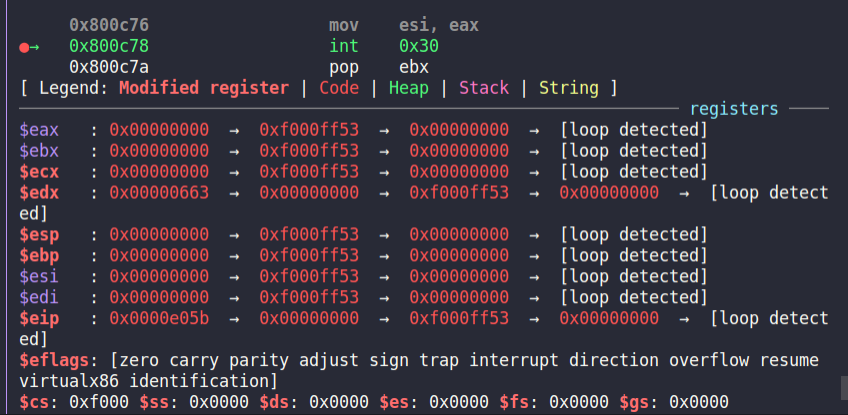 0x800c76 mov esi, eax
●→ 0x800c78 int 0x30
0x800c7a pop ebx
[ Legend: Modified register | Code | Heap | Stack | String ]
registers
$eax : 0x00000000 → 0xf000ff53 → 0x00000000 → [loop detected]
$ebx : 0x00000000 → 0xf000ff53 → 0x00000000 → [loop detected]
$ecx : 0x00000000 → 0xf000ff53 → 0x00000000 → [loop detected]
$edx : 0x00000663 → 0x00000000 → 0xf000ff53 → 0x00000000 → [loop detect
ed]
$esp : 0x00000000 → 0xf000ff53 → 0x00000000 → [loop detected]
$ebp : 0x00000000 → 0xf000ff53 → 0x00000000 → [loop detected]
$esi : 0x00000000 → 0xf000ff53 → 0x00000000 → [loop detected]
$edi : 0x00000000 → 0xf000ff53 → 0x00000000 → [loop detected]
$eip : 0x0000e05b → 0x00000000 → 0xf000ff53 → 0x00000000 → [loop detect
ed]
$eflags: [zero carry parity adjust sign trap interrupt direction overflow resume
virtualx86 identification]
$cs: 0xf000 $ss: 0x0000 $ds: 0x0000 $es: 0x0000 $fs: 0x0000 $gs: 0x0000